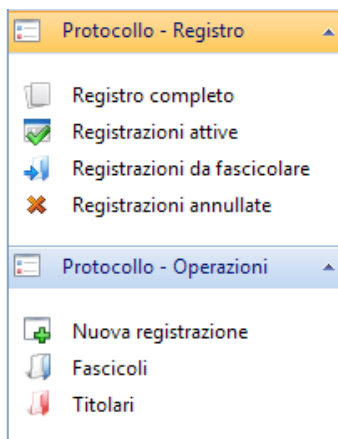 Protocollo - Registro
Registro completo
Registrazioni attive
Registrazioni da fascicolare
Registrazioni annullate
Protocollo - Operazioni
Nuova registrazione
Fascicoli
Titolari